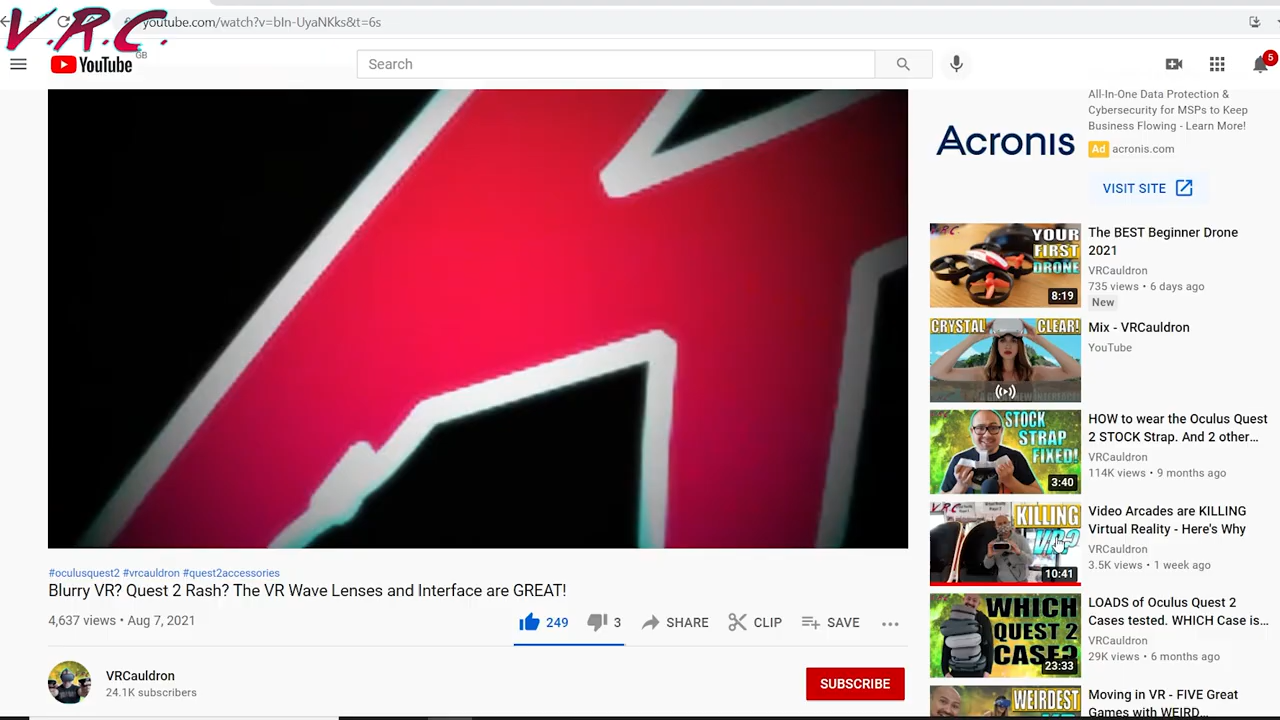 V.R.C.
youtube.com/watch?v=bIn-UyaNKks&t=6s
YouTube GB
Search
5
All-In-One Data Protection &
Cybersecurity for MSPs to Keep
Business Flowing - Learn More!
Acronis
Ad acronis.com
VISIT SITE
V.R.C.
YOUR
FIRST
DRONE
8:19
The BEST Beginner Drone
2021
VRCauldron
735 views • 6 days ago
New
CRYSTAL CLEAR!
Mix - VRCauldron
YouTube
STOCK
STRAP
FIXED!
3:40
HOW to wear the Oculus Quest
2 STOCK Strap. And 2 other...
VRCauldron
114K views • 9 months ago
V.R.C.
KILLING
VR?
10:41
Video Arcades are KILLING
Virtual Reality - Here's Why
VRCauldron
3.5K views • 1 week ago
WHICH
QUEST 2
CASE?
23:33
LOADS of Oculus Quest 2
Cases tested. WHICH Case is...
VRCauldron
29K views • 6 months ago
WEIRDEST
Moving in VR - FIVE Great
Games with WEIRD...
#oculusquest2 #vrcauldron #quest2accessories
Blurry VR? Quest 2 Rash? The VR Wave Lenses and Interface are GREAT!
4,637 views • Aug 7, 2021
249 3 SHARE CLIP SAVE
VRCauldron
24.1K subscribers
SUBSCRIBE